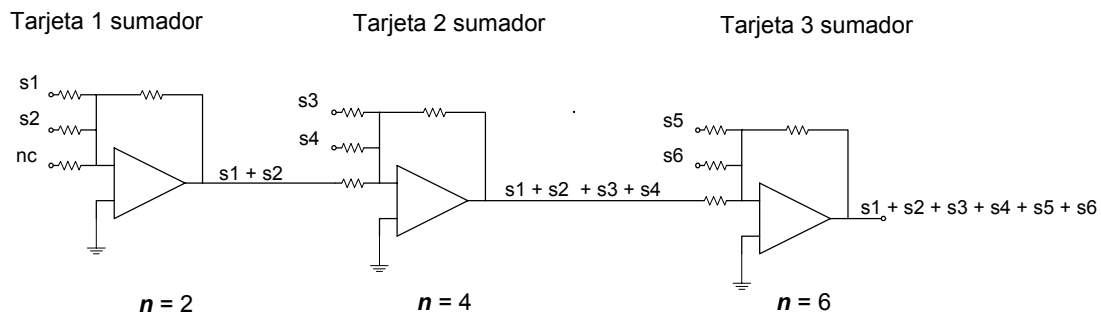 Tarjeta 1 sumador
Tarjeta 2 sumador
Tarjeta 3 sumador
s1
s2
nc
s1 + s2
s3
s4
s1 + s2 + s3 + s4
s5
s6
s1 + s2 + s3 + s4 + s5 + s6
n = 2
n = 4
n = 6